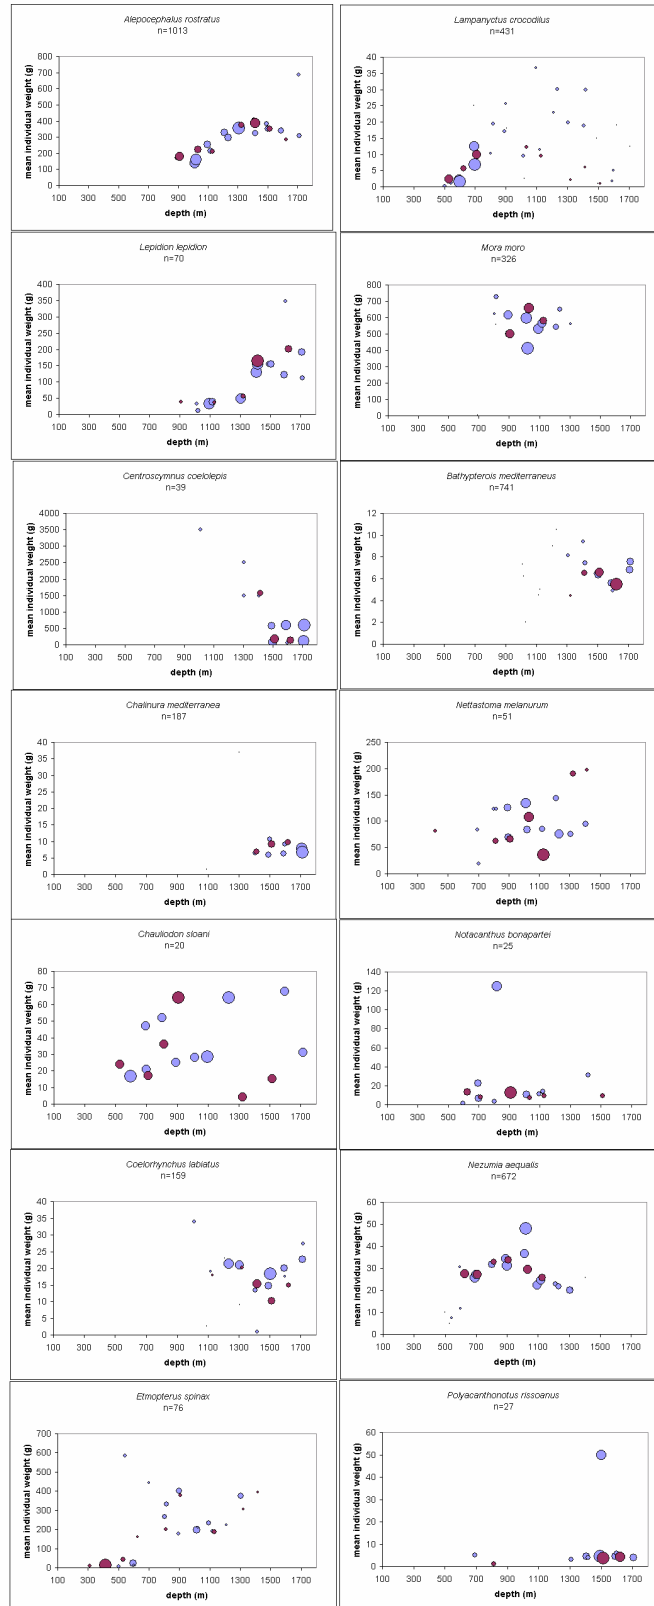 Alepocephalus rostratus
n=1013
mean individual weight (g)
800
700
600
500
400
300
200
100
0
100 300 500 700 900 1100 1300 1500 1700
depth (m)
Lampanyctus crocodilus
n=431
mean individual weight (g)
40
35
30
25
20
15
10
5
0
100 300 500 700 900 1100 1300 1500 1700
depth (m)
Lepidion lepidion
n=70
mean individual weight (g)
400
350
300
250
200
150
100
50
0
100 300 500 700 900 1100 1300 1500 1700
depth (m)
Mora moro
n=326
mean individual weight (g)
800
700
600
500
400
300
200
100
0
100 300 500 700 900 1100 1300 1500 1700
depth (m)
Centroscymnus coelolepis
n=39
mean individual weight (g)
4000
3500
3000
2500
2000
1500
1000
500
0
100 300 500 700 900 1100 1300 1500 1700
depth (m)
Bathypterois mediterraneus
n=741
mean individual weight (g)
12
10
8
6
4
2
0
100 300 500 700 900 1100 1300 1500 1700
depth (m)
Chalinura mediterranea
n=187
mean individual weight (g)
40
35
30
25
20
15
10
5
0
100 300 500 700 900 1100 1300 1500 1700
depth (m)
Nettastoma melanurum
n=51
mean individual weight (g)
250
200
150
100
50
0
100 300 500 700 900 1100 1300 1500 1700
depth (m)
Chauliodon sloani
n=20
mean individual weight (g)
80
70
60
50
40
30
20
10
0
100 300 500 700 900 1100 1300 1500 1700
depth (m)
Notacanthus bonapartei
n=25
mean individual weight (g)
140
120
100
80
60
40
20
0
100 300 500 700 900 1100 1300 1500 1700
depth (m)
Coelorhynchus labiatus
n=159
mean individual weight (g)
40
35
30
25
20
15
10
5
0
100 300 500 700 900 1100 1300 1500 1700
depth (m)
Nezumia aequalis
n=672
mean individual weight (g)
60
50
40
30
20
10
0
100 300 500 700 900 1100 1300 1500 1700
depth (m)
Etmopterus spinax
n=76
mean individual weight (g)
700
600
500
400
300
200
100
0
100 300 500 700 900 1100 1300 1500 1700
depth (m)
Polyacanthonotus rissoanus
n=27
mean individual weight (g)
60
50
40
30
20
10
0
100 300 500 700 900 1100 1300 1500 1700
depth (m)